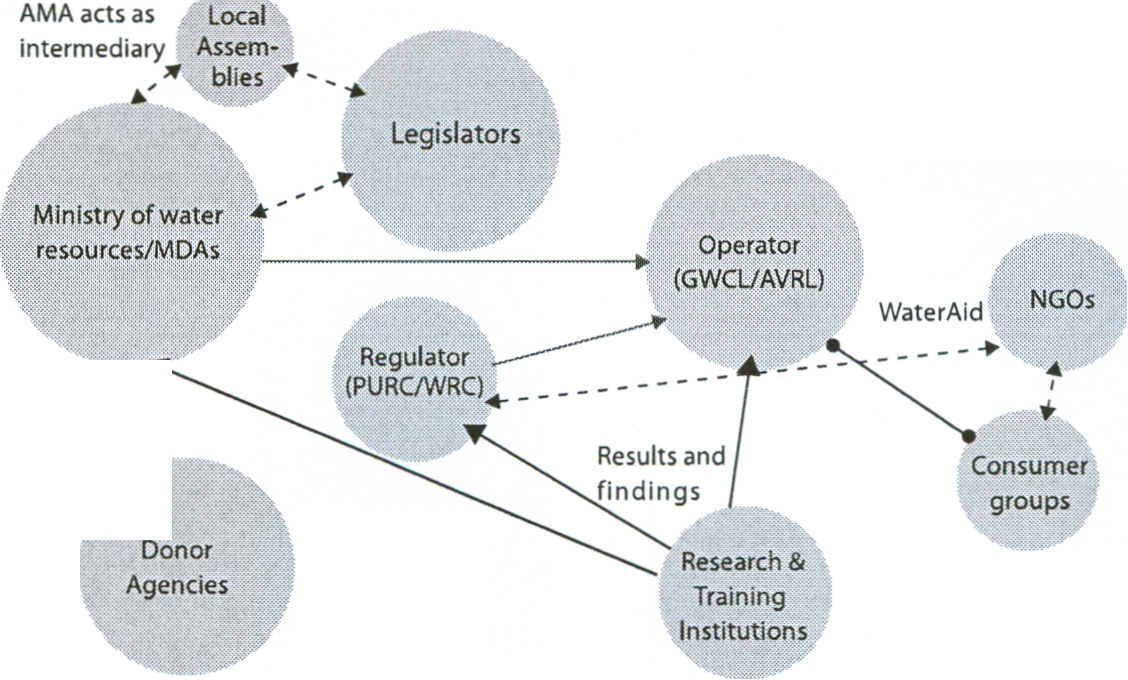 AMA acts as
intermediary
Local
Assem-
blies
Legislators
Ministry of water
resources/MDAs
Operator
(GWCL/AVRL)
WaterAid
NGOs
Regulator
(PURC/WRC)
Results and
findings
Consumer
groups
Donor
Agencies
Research &
Training
Institutions